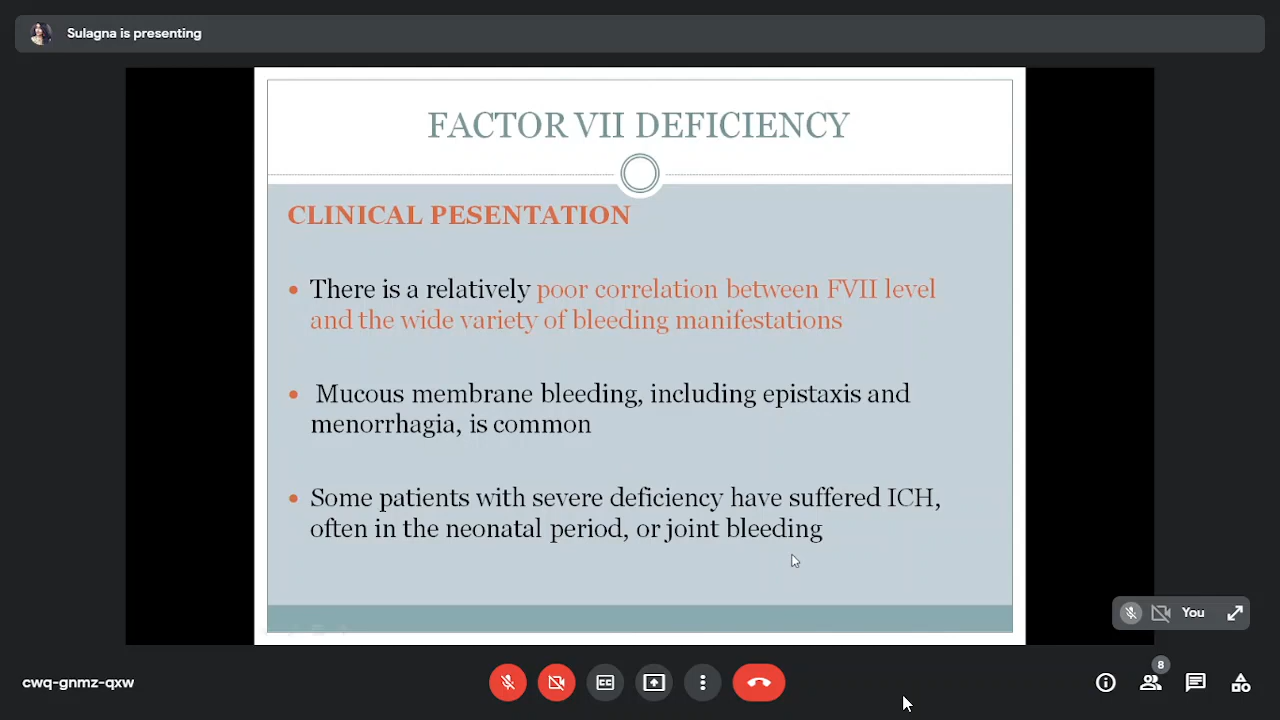 Sulagna is presenting
FACTOR VII DEFICIENCY
CLINICAL PESENTATION
• There is a relatively poor correlation between FVII level
and the wide variety of bleeding manifestations
• Mucous membrane bleeding, including epistaxis and
menorrhagia, is common
• Some patients with severe deficiency have suffered ICH,
often in the neonatal period, or joint bleeding
You
cwq-gnmz-qxw
CC
8